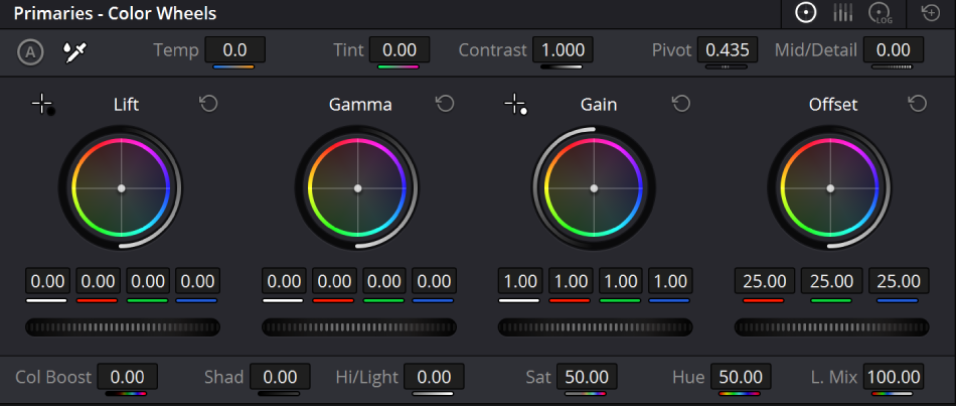 Primaries - Color Wheels
LOG
A Temp 0.0 Tint 0.00 Contrast 1.000 Pivot 0.435 Mid/Detail 0.00
Lift Gamma Gain Offset
0.00 0.00 0.00 0.00 0.00 0.00 0.00 0.00 1.00 1.00 1.00 1.00 25.00 25.00 25.00
Col Boost 0.00 Shad 0.00 Hi/Light 0.00 Sat 50.00 Hue 50.00 L. Mix 100.00